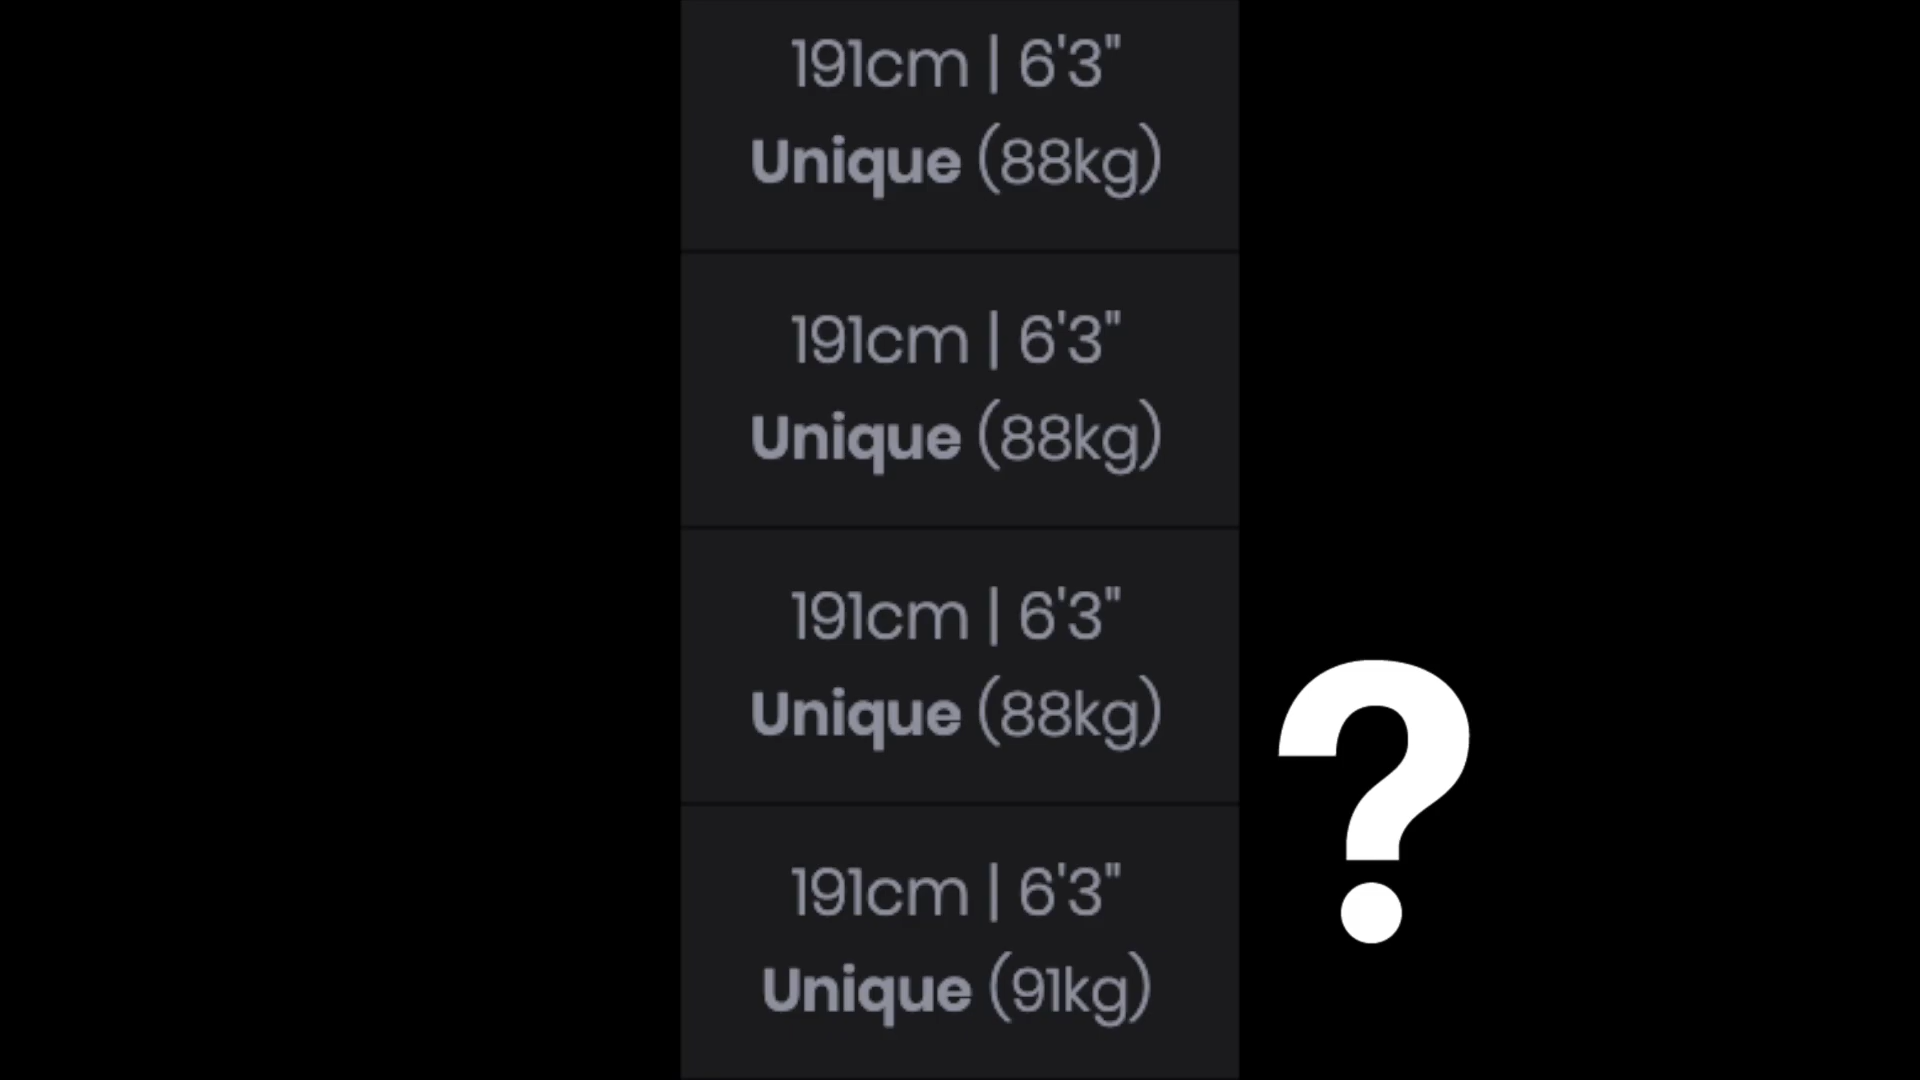 191cm | 6'3"
Unique (88kg)
191cm | 6'3"
Unique (88kg)
191cm | 6'3"
Unique (88kg)
191cm | 6'3"
Unique (91kg)
?